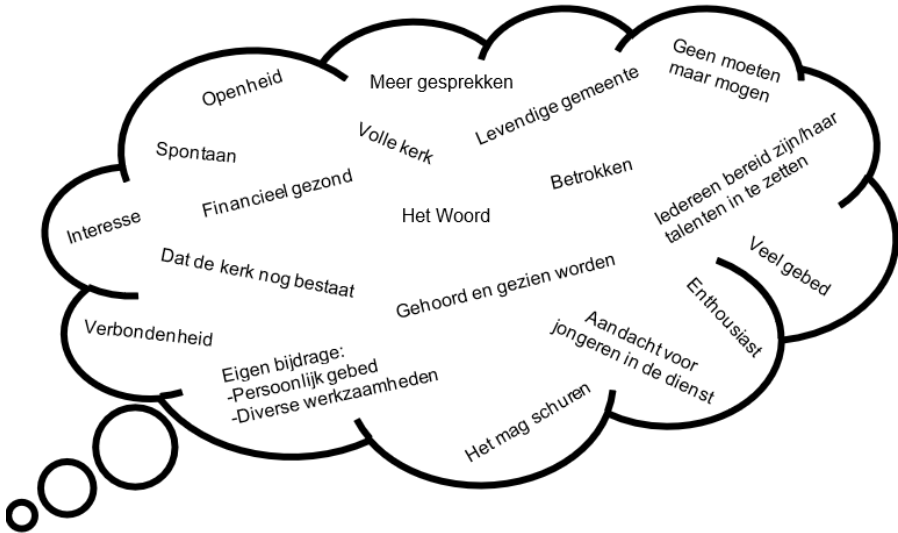 Openheid
Meer gesprekken
Geen moeten
maar mogen
Levendige gemeente
Volle kerk
Spontaan
Betrokken
Iedereen bereid zijn/haar
talenten in te zetten
Financieel gezond
Het Woord
Interesse
Veel gebed
Dat de kerk nog bestaat
Gehoord en gezien worden
Enthousiast
Verbondenheid
Aandacht voor
jongeren in de dienst
Eigen bijdrage:
-Persoonlijk gebed
-Diverse werkzaamheden
Het mag schuren